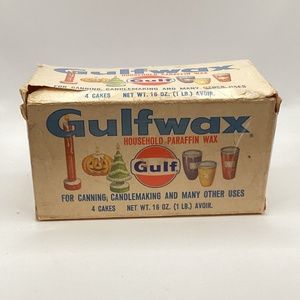 FOR CANNING, CANDLEMAKING AND MANY OTHER USES
4 CAKES NET WT. 16 OZ. (1 LB.) AVOIR.
Gulfwax
HOUSEHOLD PARAFFIN WAX
Gulf
FOR CANNING, CANDLEMAKING AND MANY OTHER USES
4 CAKES NET WT. 16 OZ. (1 LB.) AVOIR.